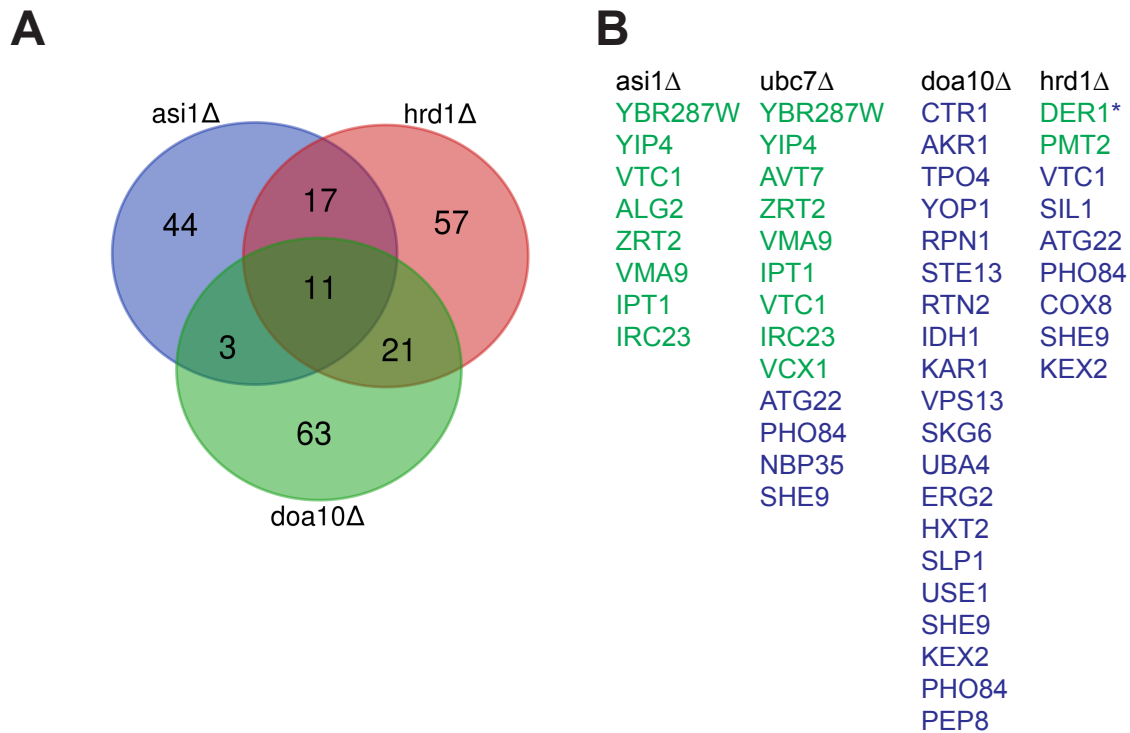 A
asi1Δ
hrd1Δ
17
44
57
11
3
21
63
doa10Δ
B
asi1Δ
YBR287W
YIP4
VTC1
ALG2
ZRT2
VMA9
IPT1
IRC23
ubc7Δ
YBR287W
YIP4
AVT7
ZRT2
VMA9
IPT1
VTC1
IRC23
VCX1
ATG22
PHO84
NBP35
SHE9
doa10Δ
CTR1
AKR1
TPO4
YOP1
RPN1
STE13
RTN2
IDH1
KAR1
VPS13
SKG6
UBA4
ERG2
HXT2
SLP1
USE1
SHE9
KEX2
PHO84
PEP8
hrd1Δ
DER1*
PMT2
VTC1
SIL1
ATG22
PHO84
COX8
SHE9
KEX2